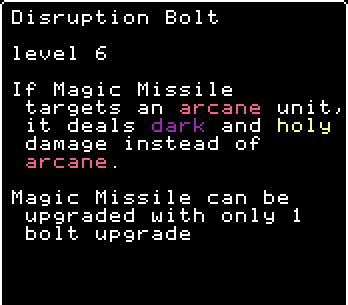 Disruption Bolt
level 6
If Magic Missile
targets an arcane unit,
it deals dark and holy
damage instead of
arcane.
Magic Missile can be
upgraded with only 1
bolt upgrade